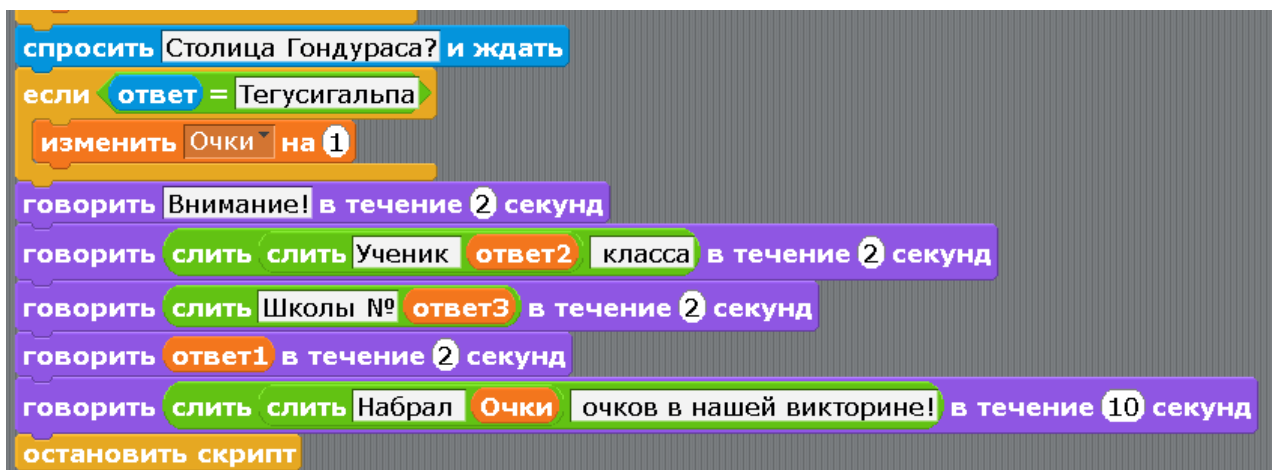 спросить Столица Гондураса? и ждать
если ответ = Тегусигальпа
изменить Очки на 1
говорить Внимание! в течение 2 секунд
говорить слить слить Ученик ответ2 класса в течение 2 секунд
говорить слить Школы № ответ3 в течение 2 секунд
говорить ответ1 в течение 2 секунд
говорить слить слить Набрал Очки очков в нашей викторине! в течение 10 секунд
остановить скрипт